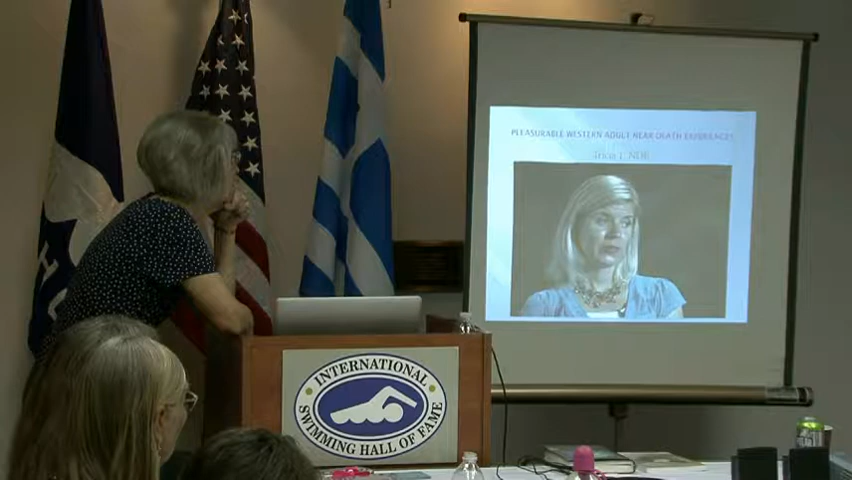 PLEASURABLE WESTERN ADULT NEAR DEATH EXPERIENCES
INTERNATIONAL
SWIMMING HALL OF FAME